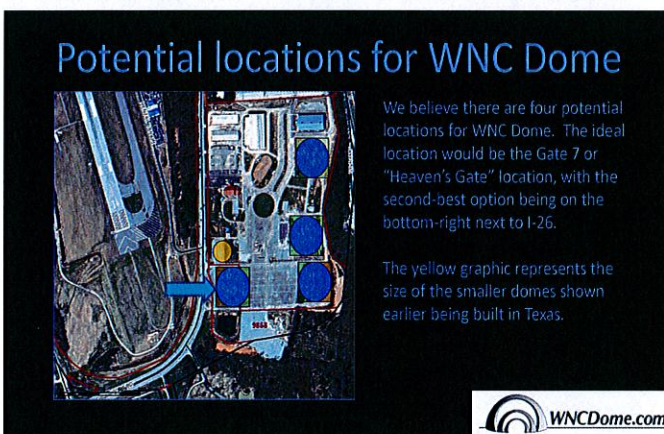 Potential locations for WNC Dome
We believe there are four potential
locations for WNC Dome. The ideal
location would be the Gate 7 or
"Heaven's Gate" location, with the
second-best option being on the
bottom-right next to I-26.
The yellow graphic represents the
size of the smaller domes shown
earlier being built in Texas.
WNCDome.com